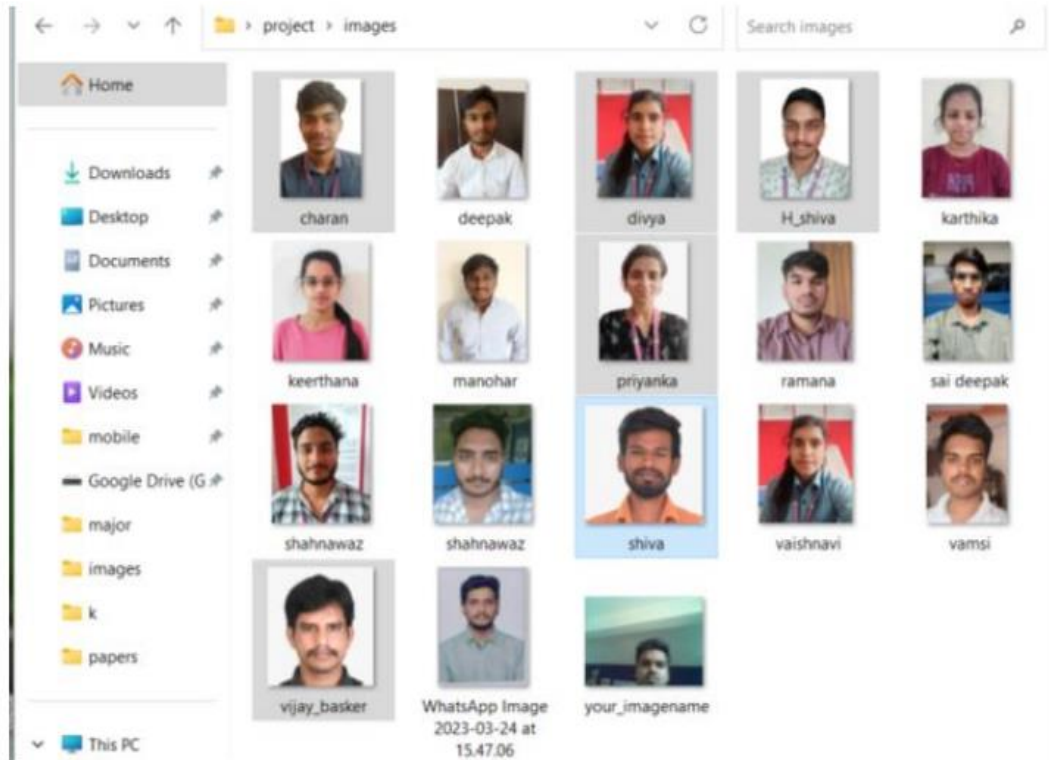 project > images
Search images
Home
Downloads
Desktop
Documents
Pictures
Music
Videos
mobile
Google Drive (G
major
images
k
papers
This PC
charan
deepak
divya
H_shiva
karthika
keerthana
manohar
priyanka
ramana
sai deepak
shahnawaz
shahnawaz
shiva
vaishnavi
vamsi
vijay_basker
WhatsApp Image
2023-03-24 at
15.47.06
your_imagename